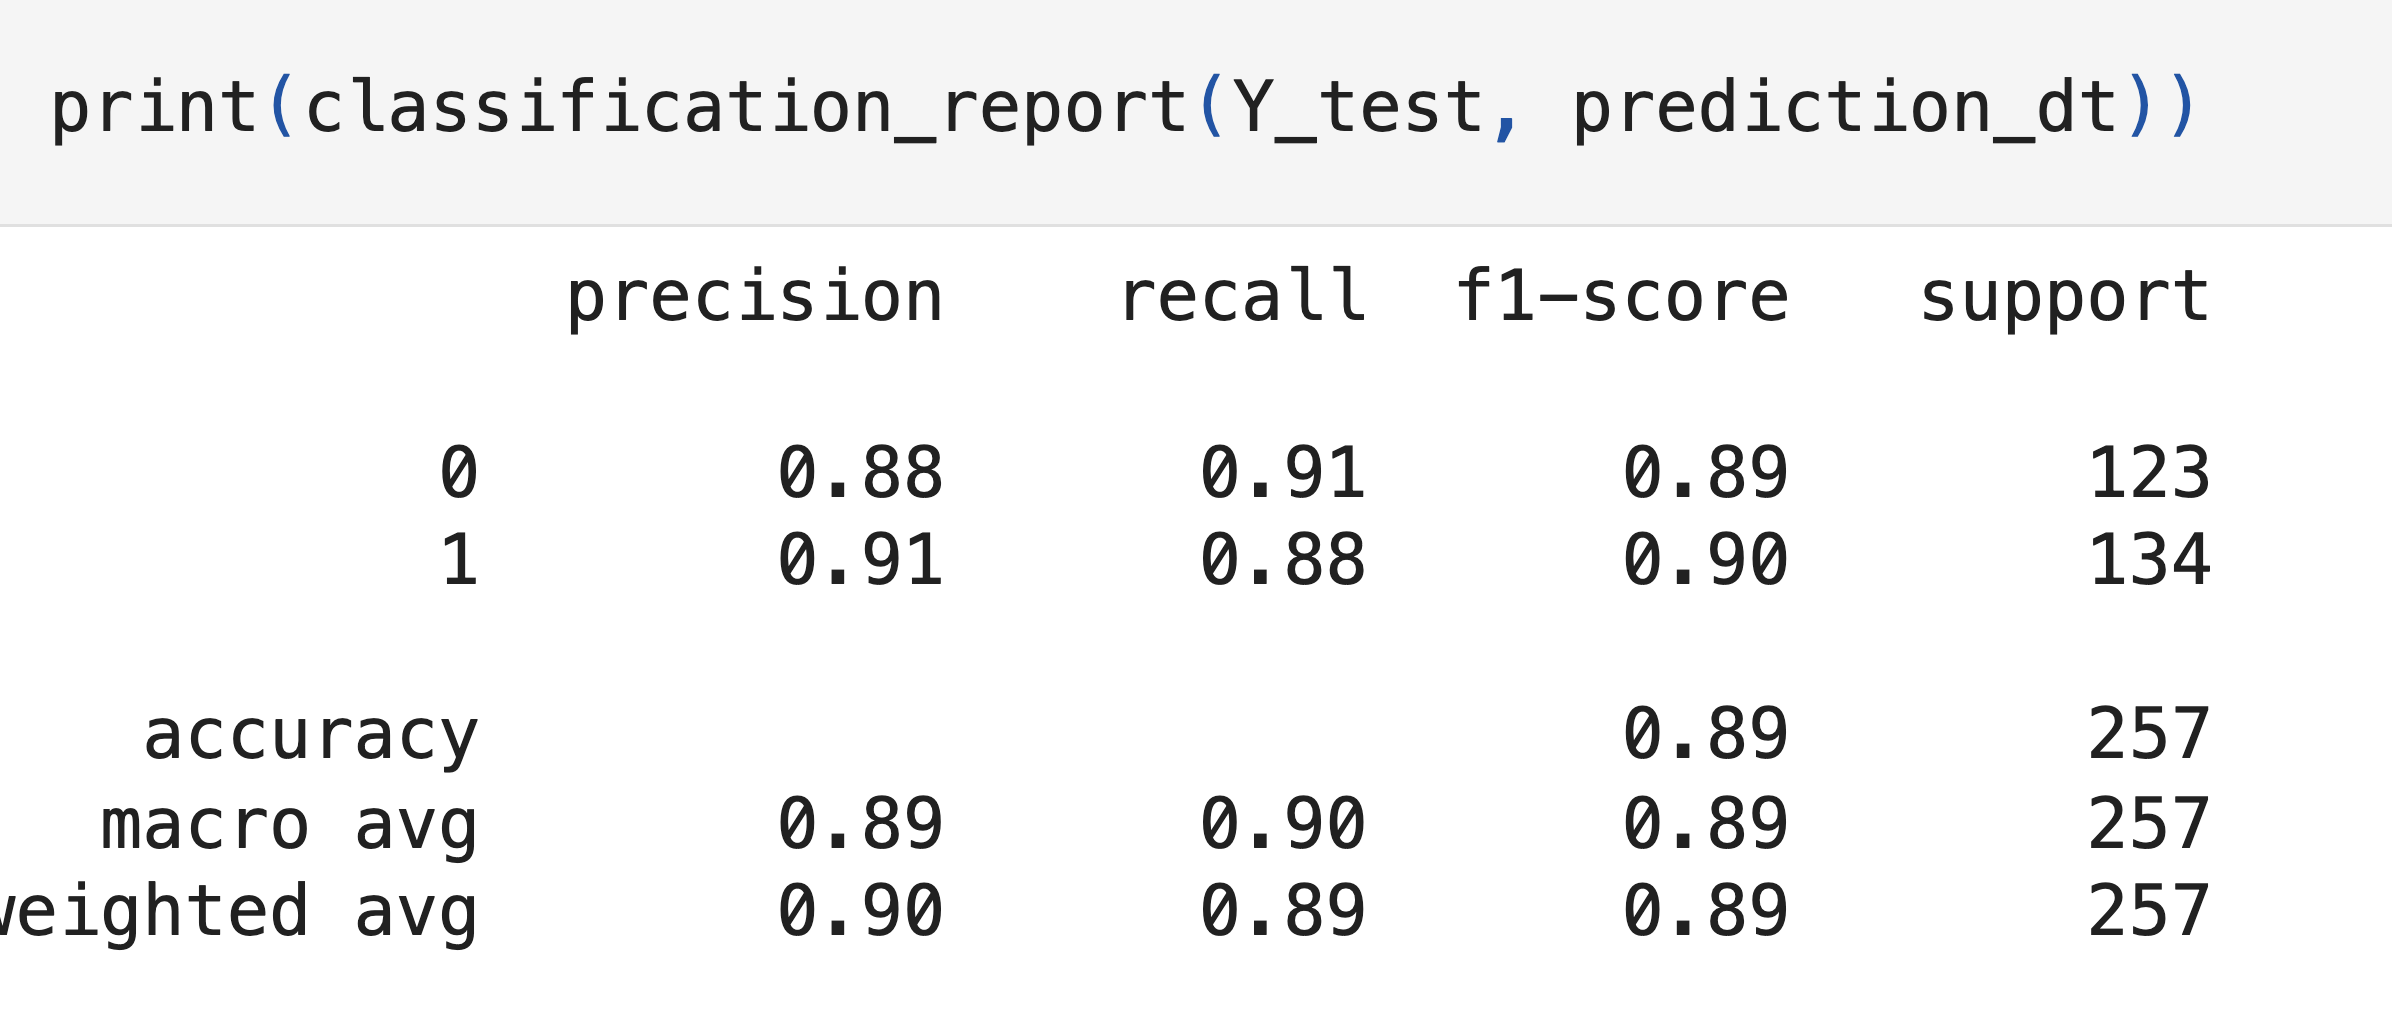 print(classification_report(Y_test, prediction_dt))
precision recall f1-score support
0 0.88 0.91 0.89 123
1 0.91 0.88 0.90 134
accuracy 0.89 257
macro avg 0.89 0.90 0.89 257
weighted avg 0.90 0.89 0.89 257